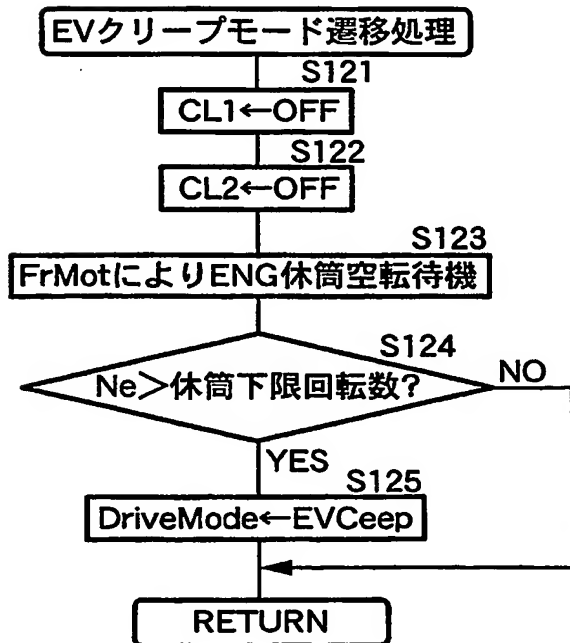 EVクリープモード遷移処理
S121
CL1←OFF
S122
CL2←OFF
S123
FrMotによりENG休筒空転待機
S124
Ne＞休筒下限回転数?
NO
YES
S125
DriveMode←EVCeep
RETURN